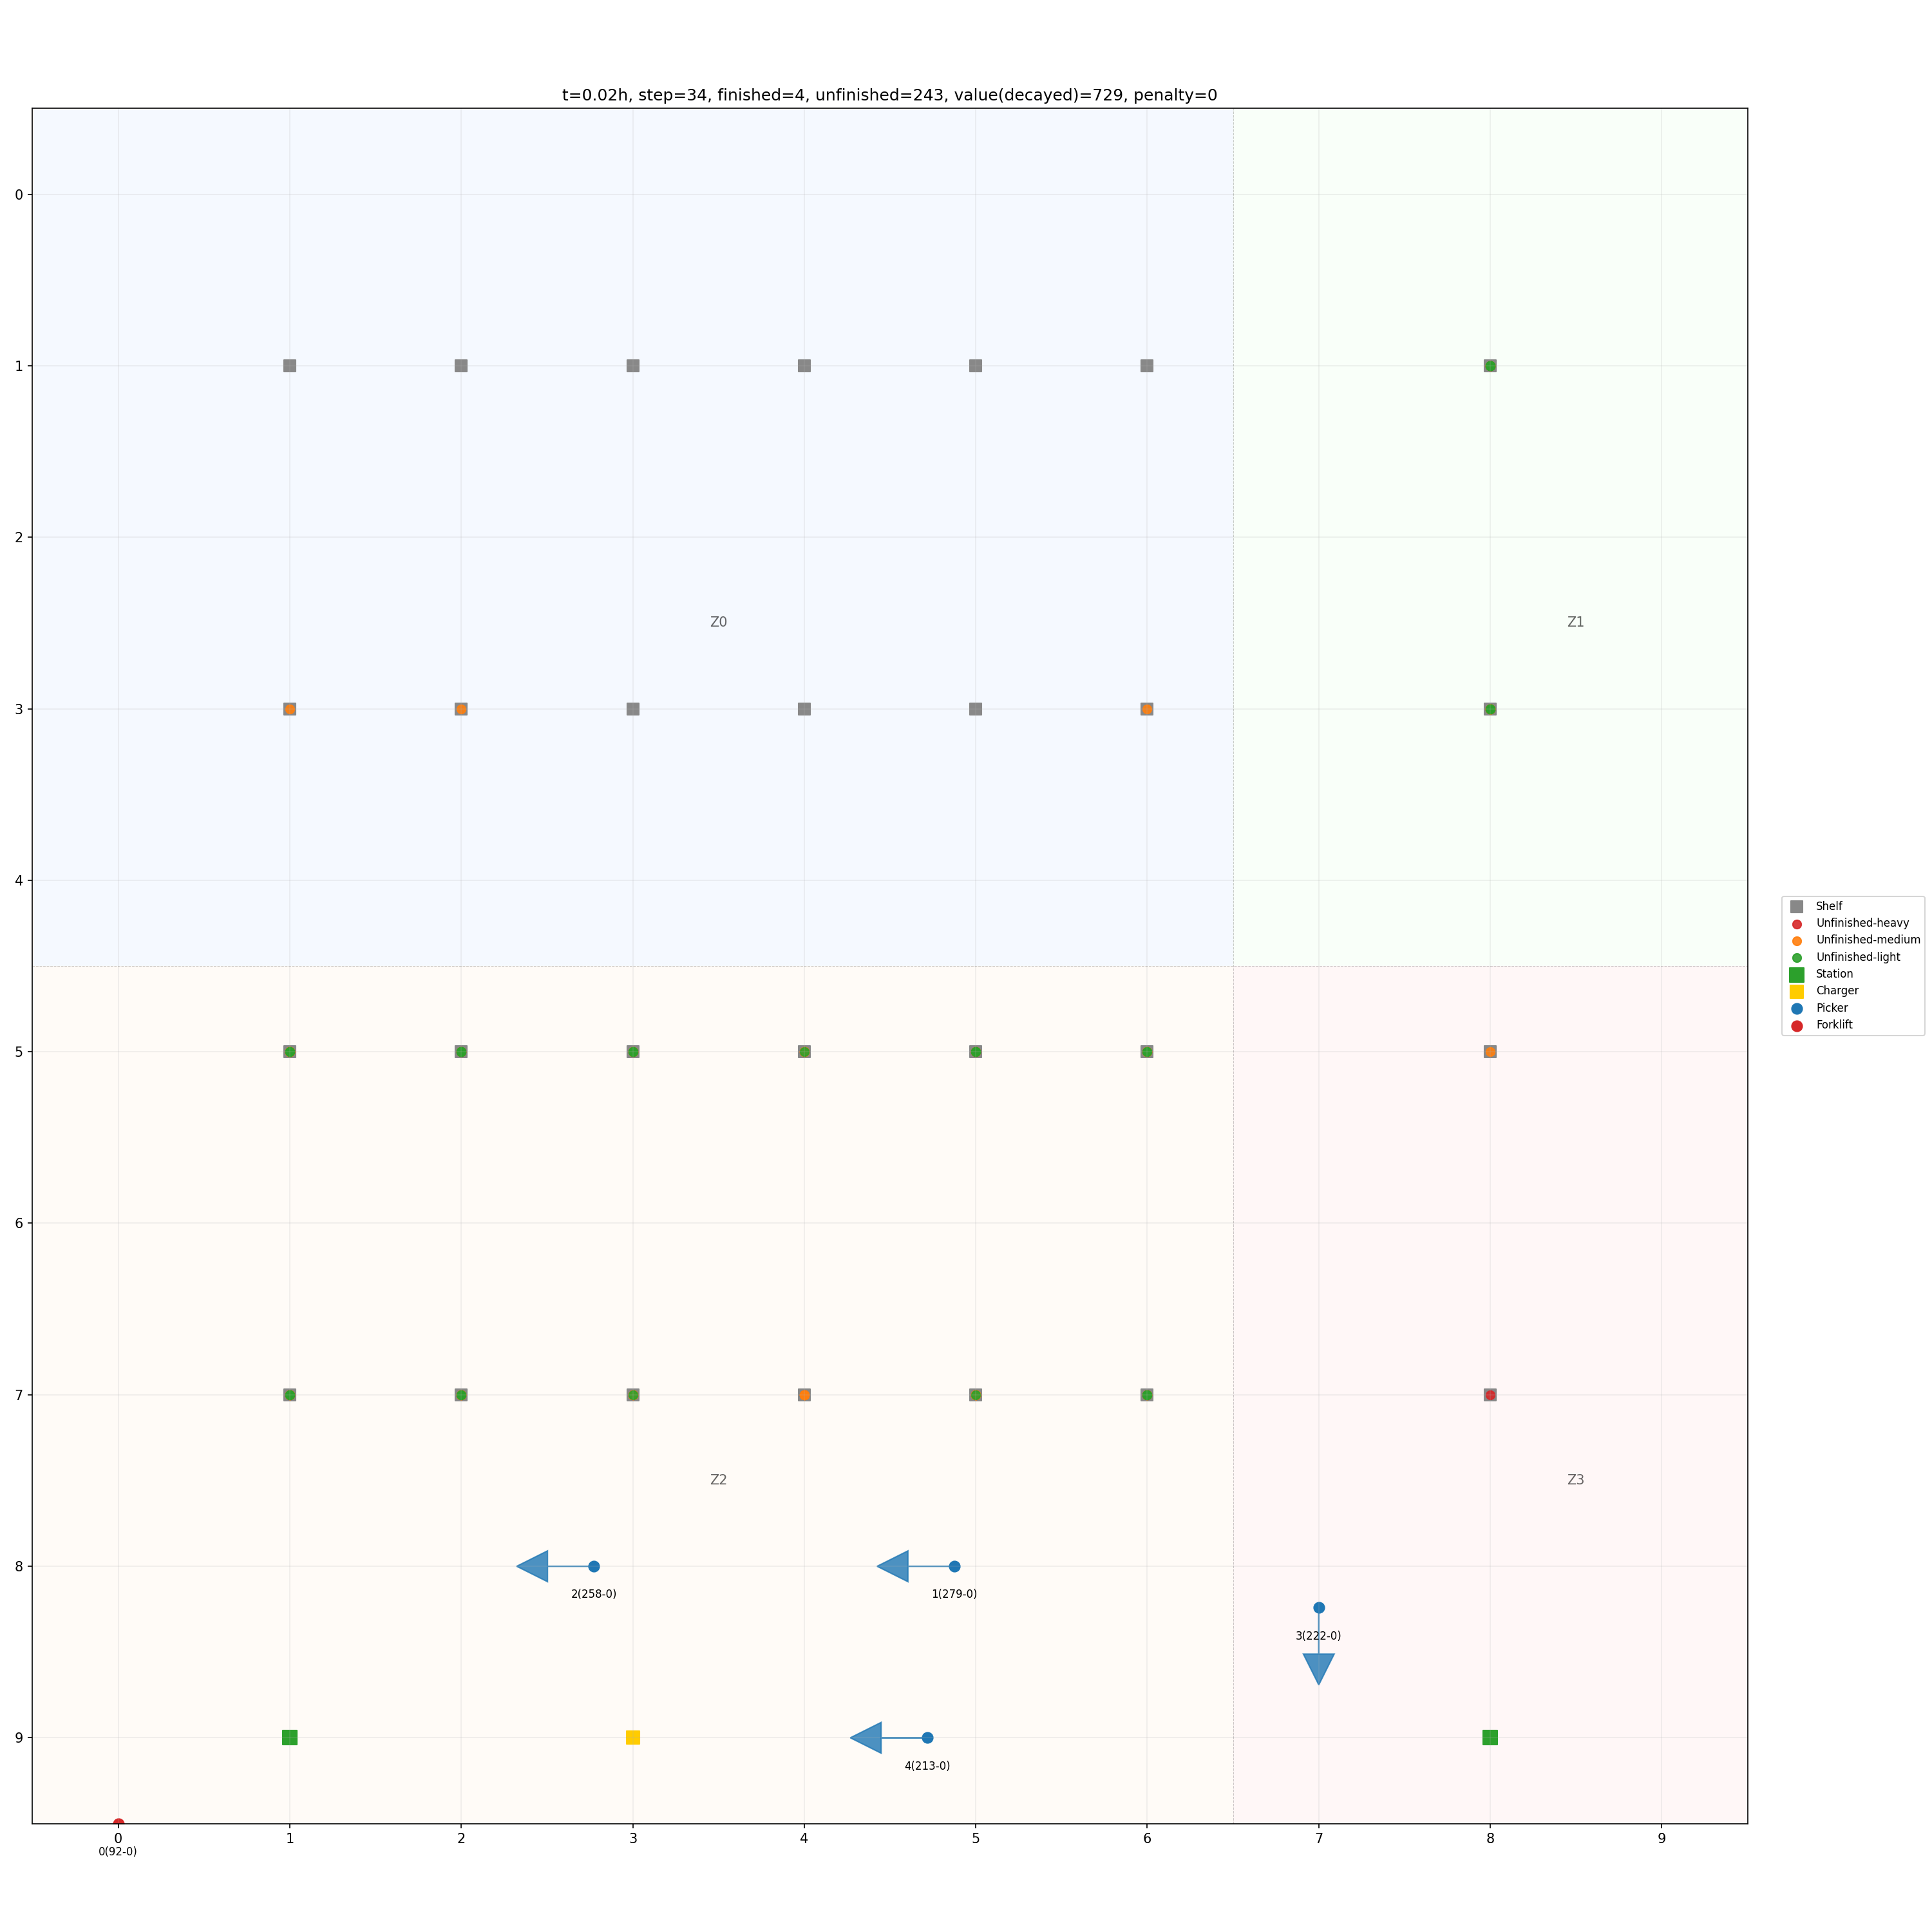 t=0.02h, step=34, finished=4, unfinished=243, value(decayed)=729, penalty=0
0
1
2
Z0
Z1
3
4
Shelf
Unfinished-heavy
Unfinished-medium
Unfinished-light
Station
Charger
Picker
Forklift
5
6
7
Z2
Z3
8
2(258-0)
1(279-0)
3(222-0)
9
4(213-0)
0 1 2 3 4 5 6 7 8 9
0(92-0)